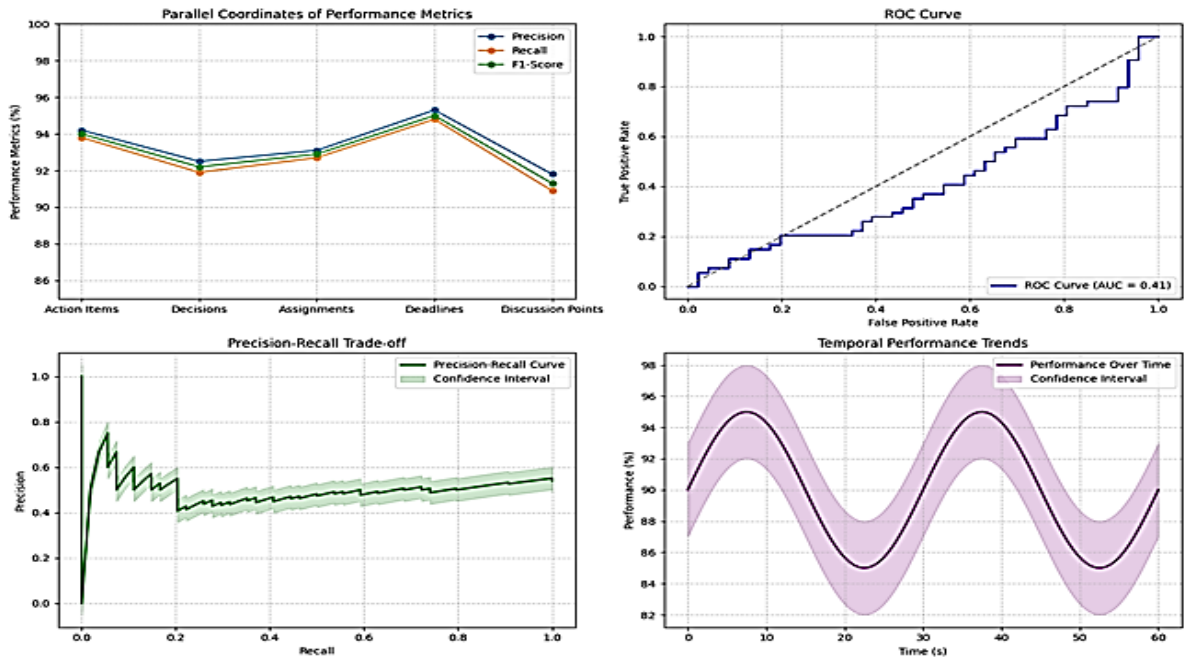 Parallel Coordinates of Performance Metrics
100
98
96
94
92
90
88
86
Performance Metrics (%)
Precision
Recall
F1-Score
Action Items Decisions Assignments Deadlines Discussion Points
ROC Curve
1.0
0.8
0.6
0.4
0.2
0.0
True Positive Rate
ROC Curve (AUC = 0.41)
0.0 0.2 0.4 0.6 0.8 1.0
False Positive Rate
Precision-Recall Trade-off
1.0
0.8
0.6
0.4
0.2
0.0
Precision
Precision-Recall Curve
Confidence Interval
0.0 0.2 0.4 0.6 0.8 1.0
Recall
Temporal Performance Trends
98
96
94
92
90
88
86
84
82
Performance (%)
Performance Over Time
Confidence Interval
0 10 20 30 40 50 60
Time (s)